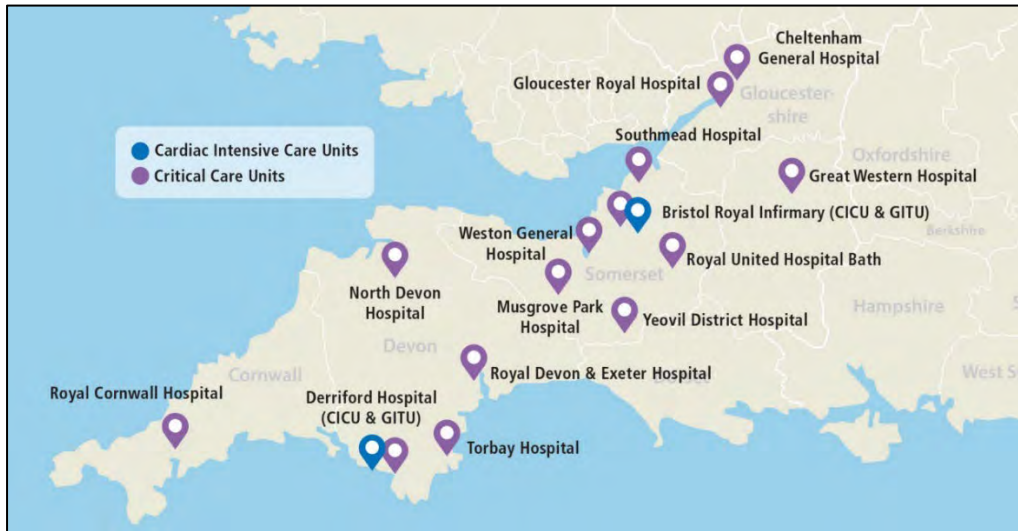 Cheltenham
General Hospital
Gloucester Royal Hospital
Gloucester-
shire
Southmead Hospital
Cardiac Intensive Care Units
Critical Care Units
Oxfordshire
Great Western Hospital
Bristol Royal Infirmary (CICU & GITU)
Berkshire
Weston General
Hospital
Royal United Hospital Bath
Somerset
North Devon
Hospital
Musgrove Park
Hospital
Yeovil District Hospital
Hampshire
Devon
Royal Devon & Exeter Hospital
Dorset
West S
Cornwall
Royal Cornwall Hospital
Derriford Hospital
(CICU & GITU)
Torbay Hospital